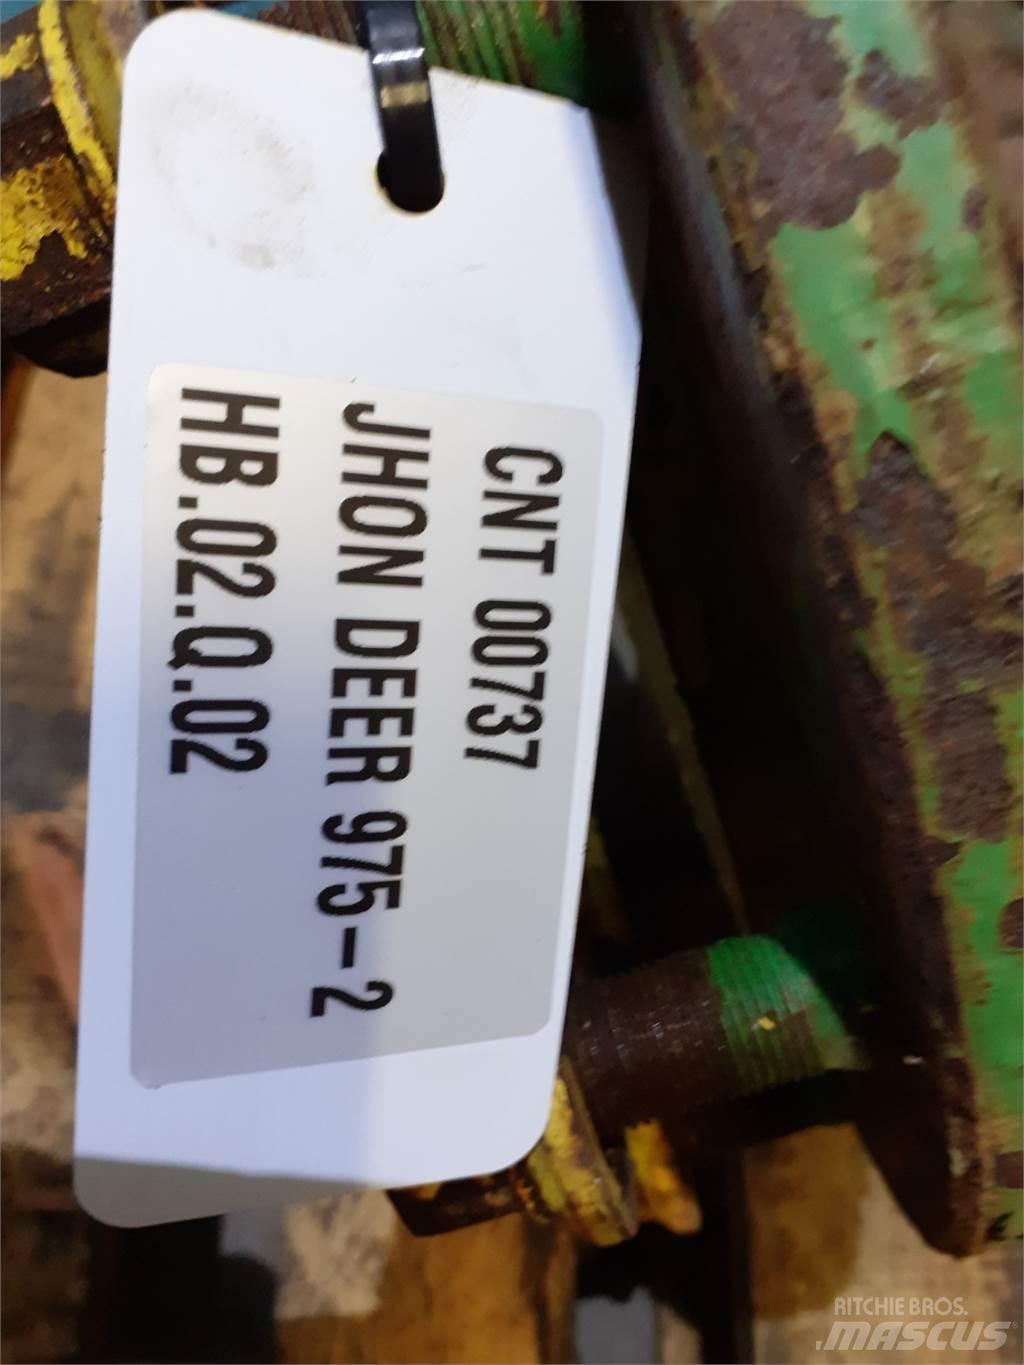 CNT 00737
JHON DEER 975-2
HB.02.Q.02
RITCHIE BROS.
MASCUS